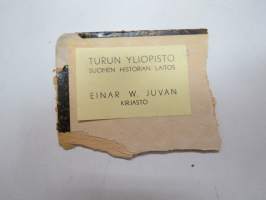 TURUN YLIOPISTO
SUOMEN HISTORIAN LAITOS
EINAR W. JUVAN
KIRJASTO